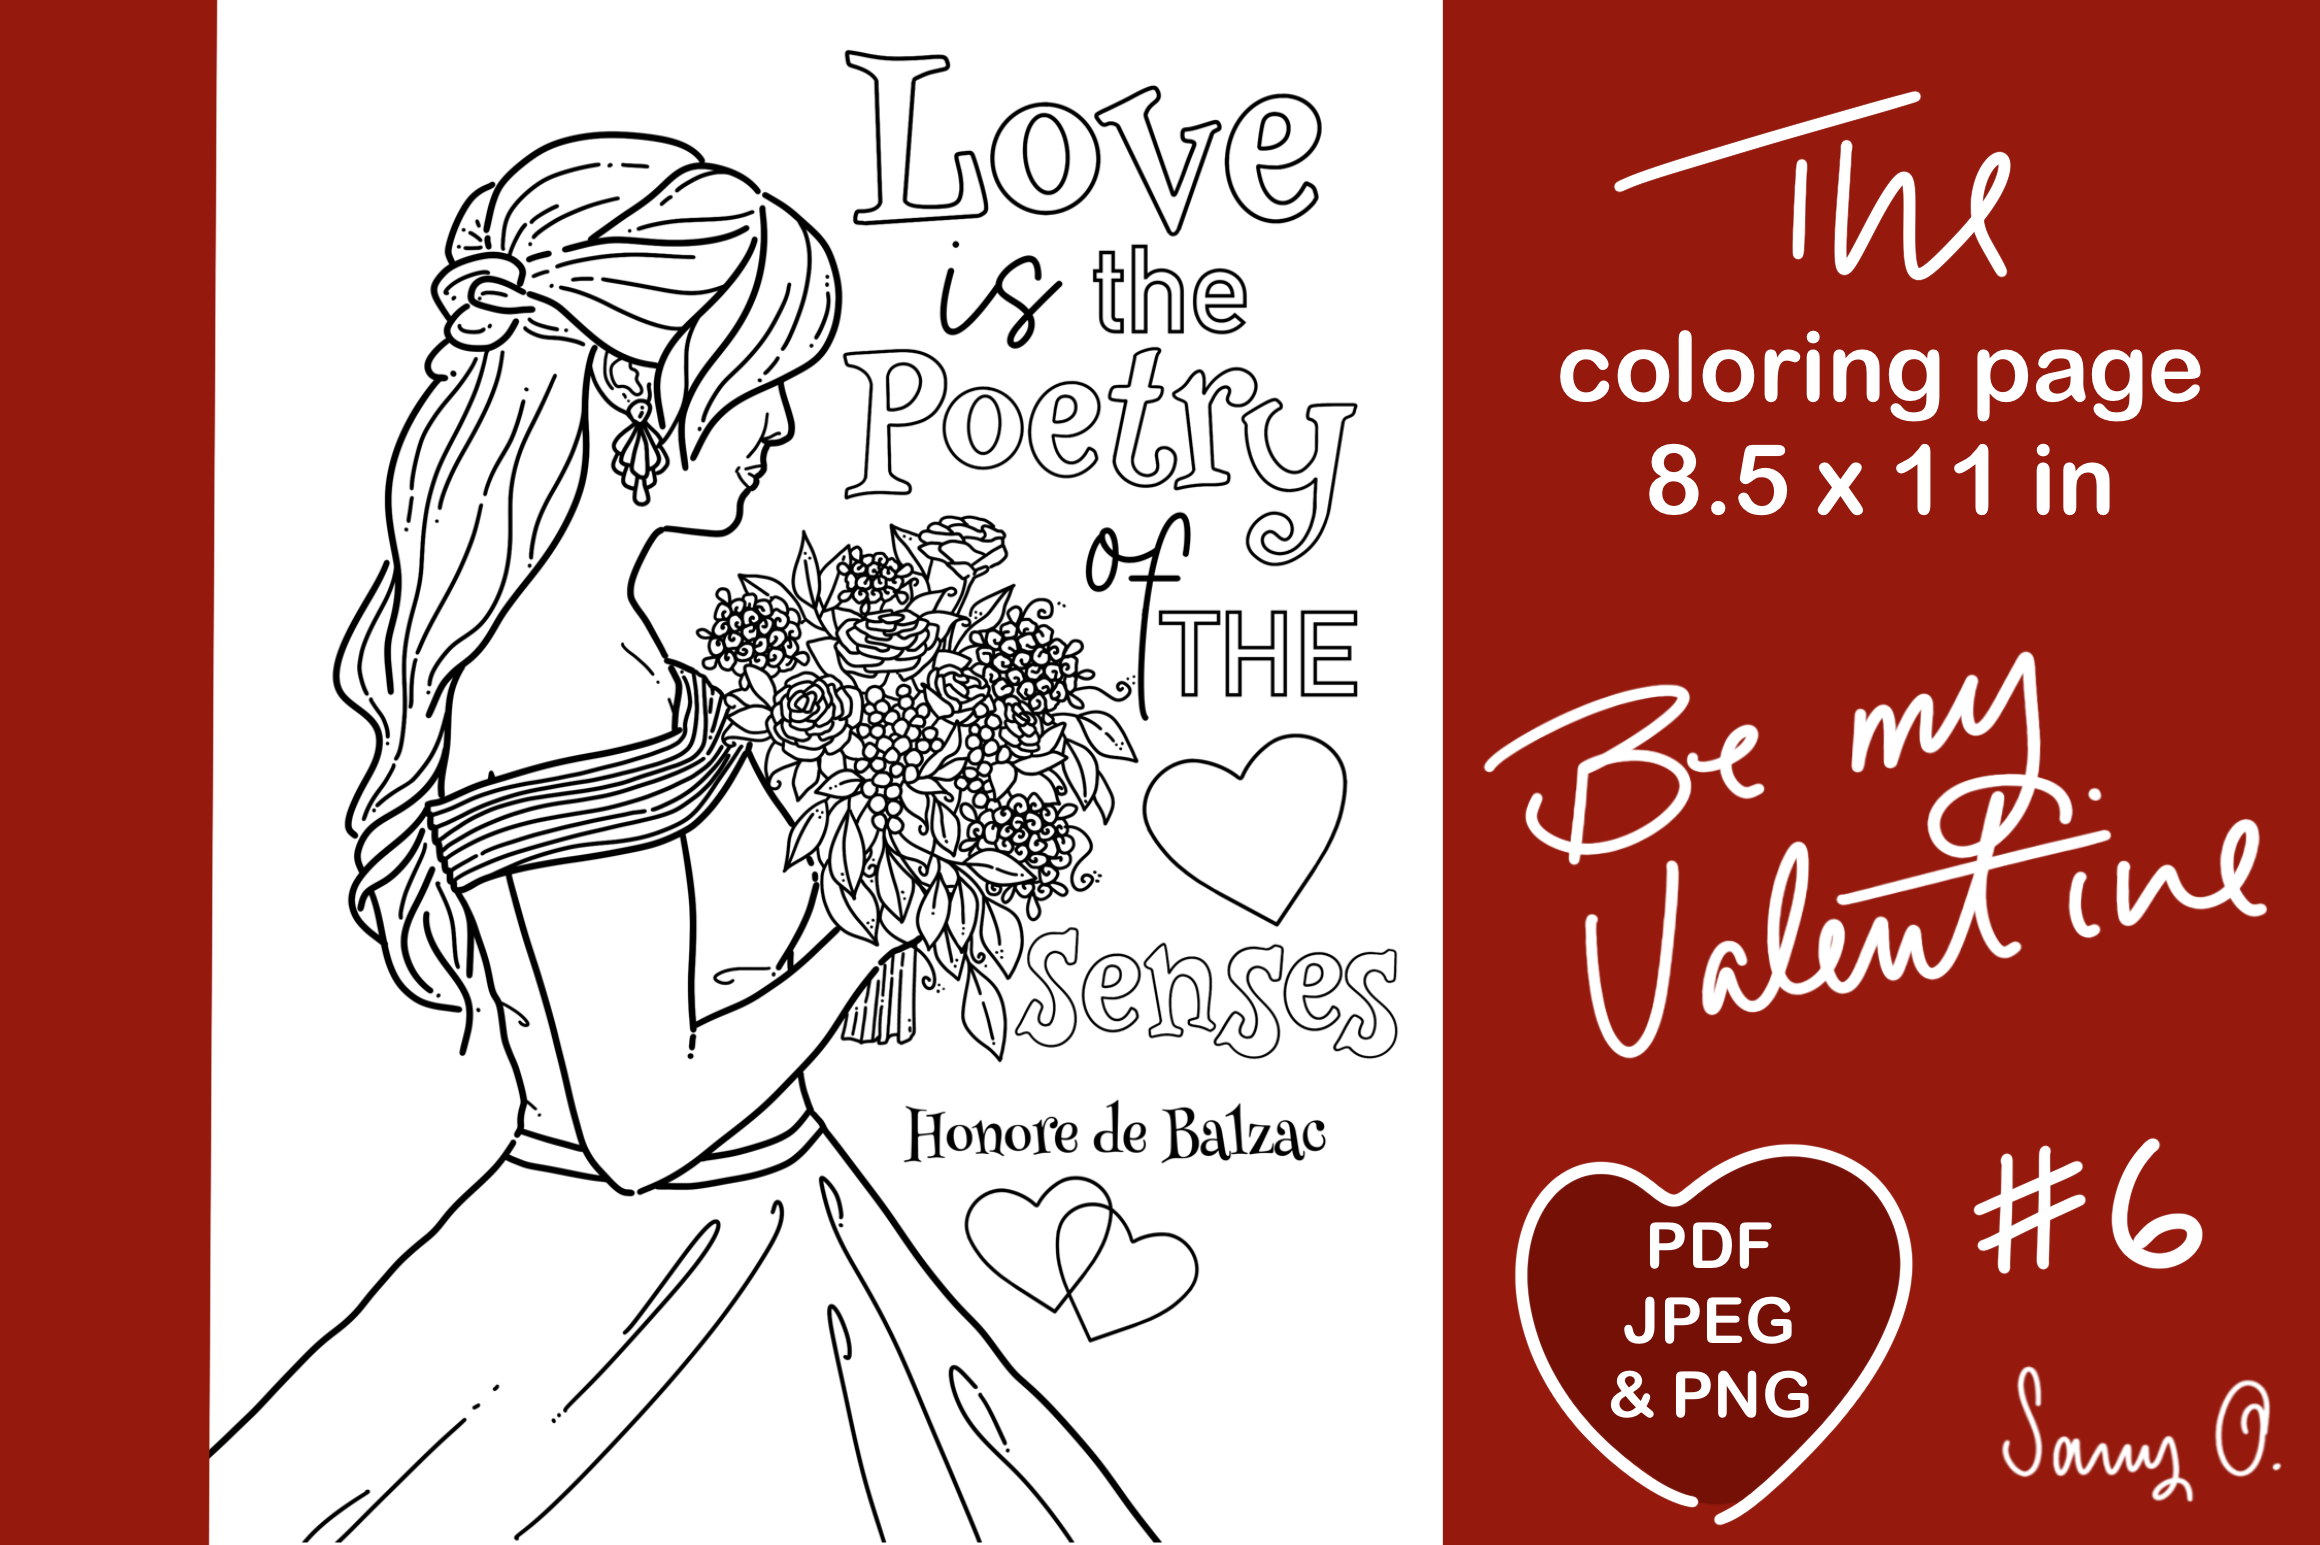 Love
is the
Poetry
of THE
Senses
Honore de Balzac
The
coloring page
8.5 x 11 in
Be my
Valentine
#6
PDF
JPEG
& PNG
Sanny O.